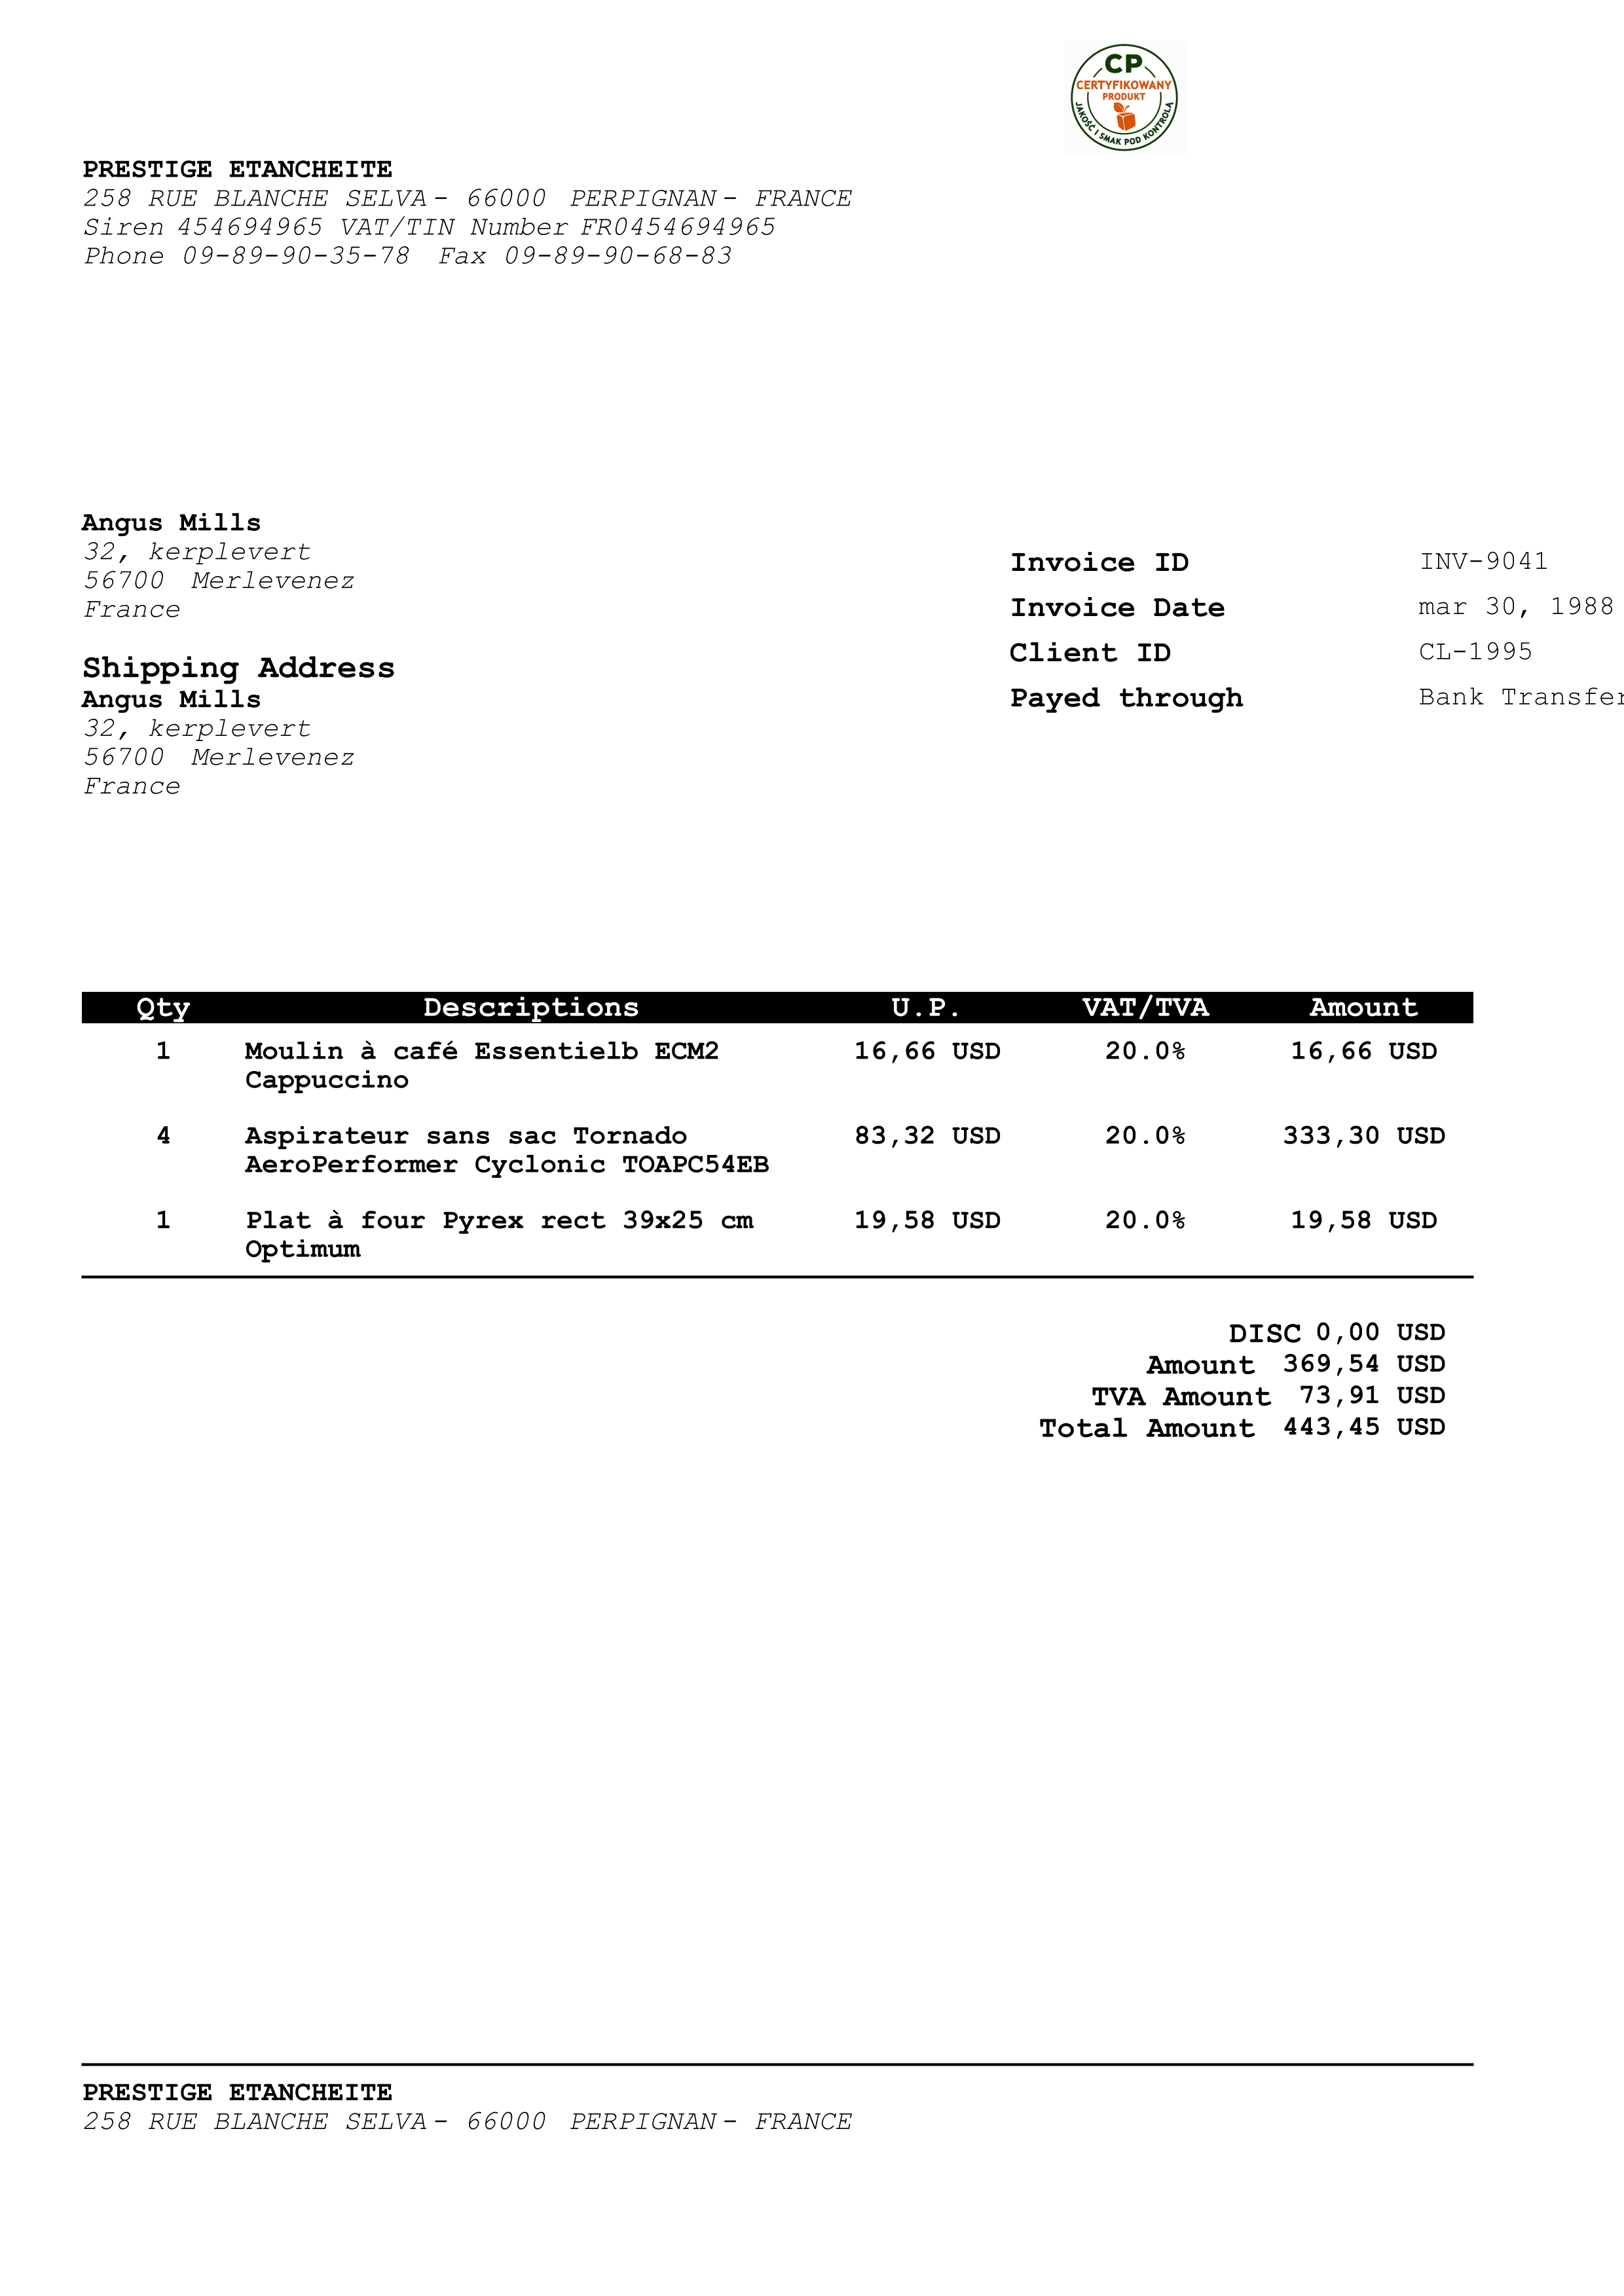 CP
CERTYFIKOWANY
PRODUKT
JAKOŚĆ I SMAK POD KONTROLĄ
PRESTIGE ETANCHEITE
258 RUE BLANCHE SELVA - 66000 PERPIGNAN - FRANCE
Siren 454694965 VAT/TIN Number FR0454694965
Phone 09-89-90-35-78 Fax 09-89-90-68-83
Angus Mills
32, kerplevert
56700 Merlevenez
France
Shipping Address
Angus Mills
32, kerplevert
56700 Merlevenez
France
Invoice ID INV-9041
Invoice Date mar 30, 1988
Client ID CL-1995
Payed through Bank Transfer
Qty Descriptions U.P. VAT/TVA Amount
1 Moulin à café Essentielb ECM2 16,66 USD 20.0% 16,66 USD
Cappuccino
4 Aspirateur sans sac Tornado 83,32 USD 20.0% 333,30 USD
AeroPerformer Cyclonic TOAPC54EB
1 Plat à four Pyrex rect 39x25 cm 19,58 USD 20.0% 19,58 USD
Optimum
DISC 0,00 USD
Amount 369,54 USD
TVA Amount 73,91 USD
Total Amount 443,45 USD
PRESTIGE ETANCHEITE
258 RUE BLANCHE SELVA - 66000 PERPIGNAN - FRANCE